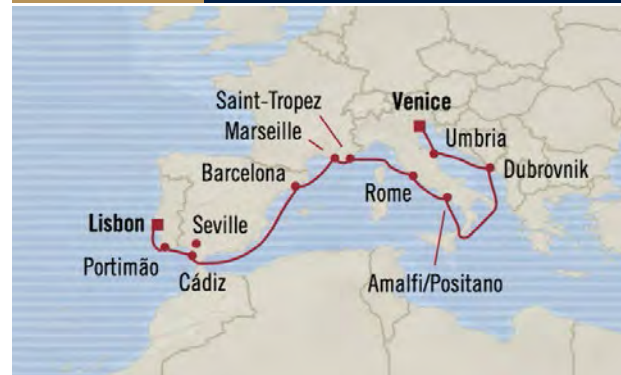 Saint-Tropez
Marseille
Venice
Umbria
Barcelona
Dubrovnik
Rome
Lisbon
Seville
Portimão
Cádiz
Amalfi/Positano